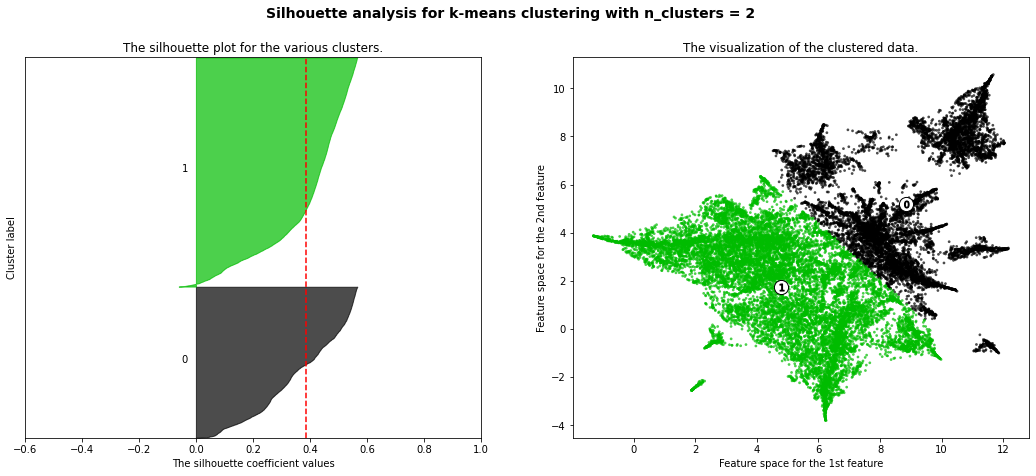 Silhouette analysis for k-means clustering with n_clusters = 2
The silhouette plot for the various clusters.
Cluster label
1
0
−0.6 −0.4 −0.2 0.0 0.2 0.4 0.6 0.8 1.0
The silhouette coefficient values
The visualization of the clustered data.
Feature space for the 2nd feature
10
8
6
4
2
0
−2
−4
0
1
0 2 4 6 8 10 12
Feature space for the 1st feature